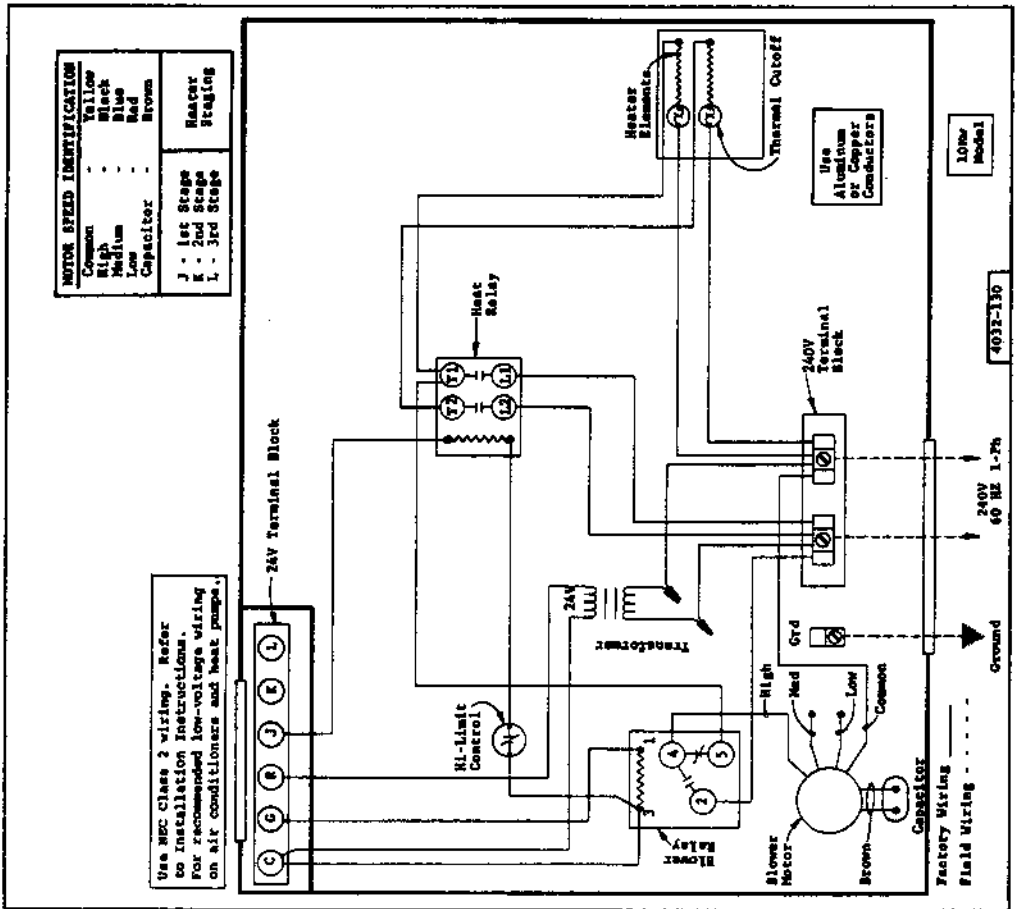 Use NEC Class 2 wiring. Refer
to Installation Instructions.
For recommended low-voltage wiring
on air conditioners and heat pumps.
MOTOR SPEED IDENTIFICATION
Common - Yellow
High - Black
Medium - Blue
Low - Red
Capacitor - Brown
J - 1st Stage
K - 2nd Stage
L - 3rd Stage
Heater
Staging
24V Terminal Block
C
G
R
J
K
L
Heat
Relay
T2
T1
L2
L1
Heater
Elements
Thermal Cutoff
Hi-Limit
Control
24V
Transformer
Blower
Relay
3
1
2
4
5
240V
Terminal
Block
Use
Aluminum
or Copper
Conductors
10KW
Model
Blower
Motor
High
Med
Low
Common
Brown
Capacitor
Grd
Ground
240V
60 HZ 1-Ph
Factory Wiring
Field Wiring - - - - -
4032-130